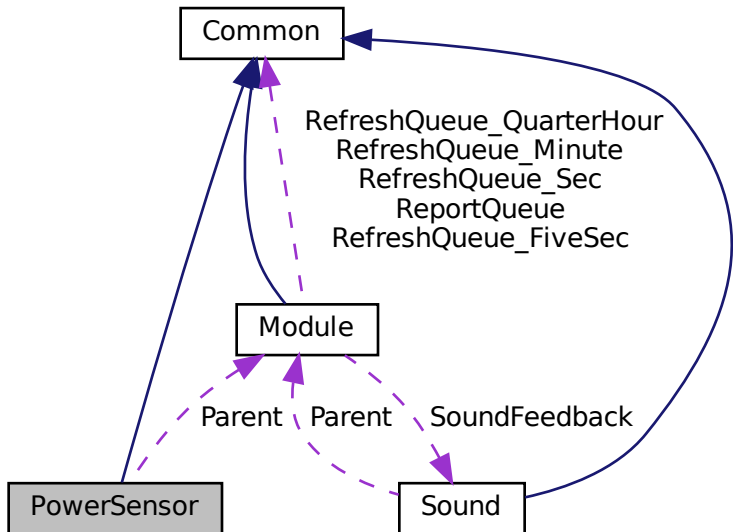 Common
RefreshQueue_QuarterHour
RefreshQueue_Minute
RefreshQueue_Sec
ReportQueue
RefreshQueue_FiveSec
Module
Parent
Parent
SoundFeedback
PowerSensor
Sound